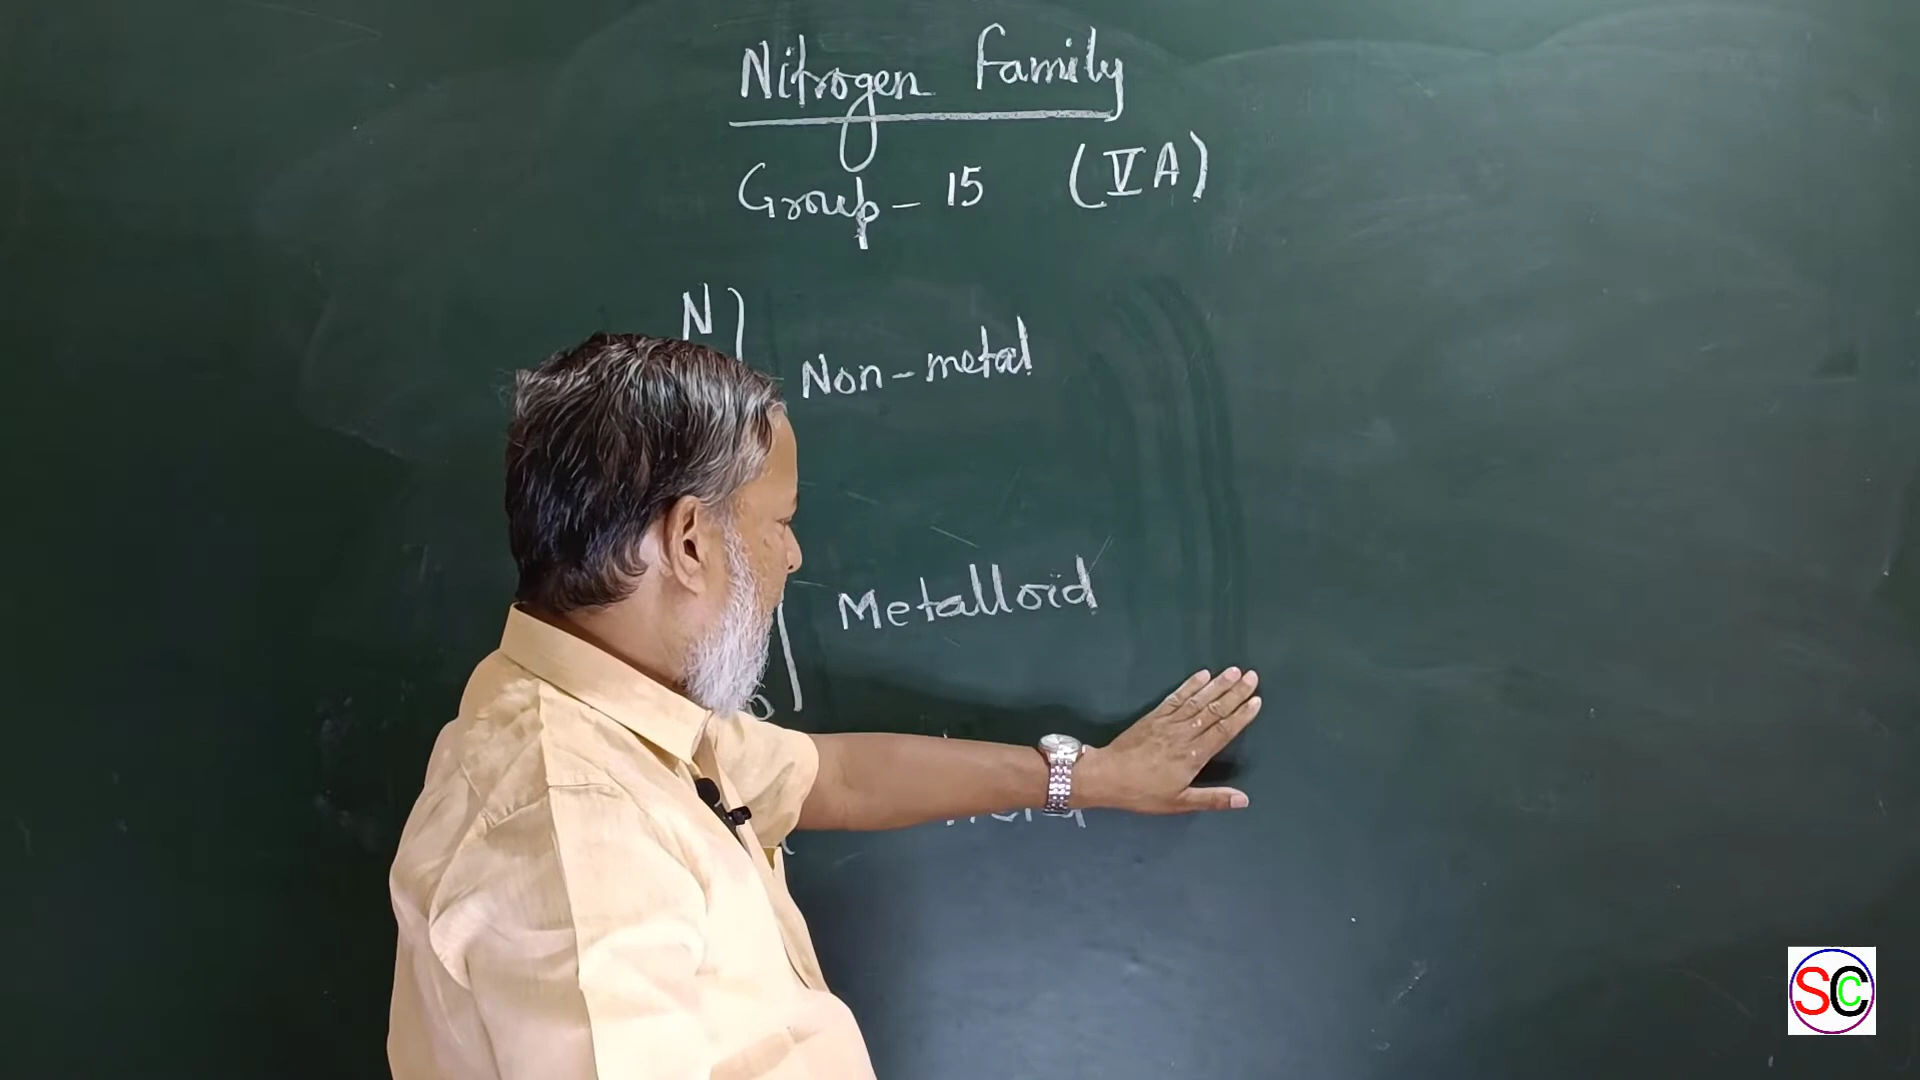 Nitrogen Family
Group - 15 (VA)
N
Non-metal
Metalloid
SC